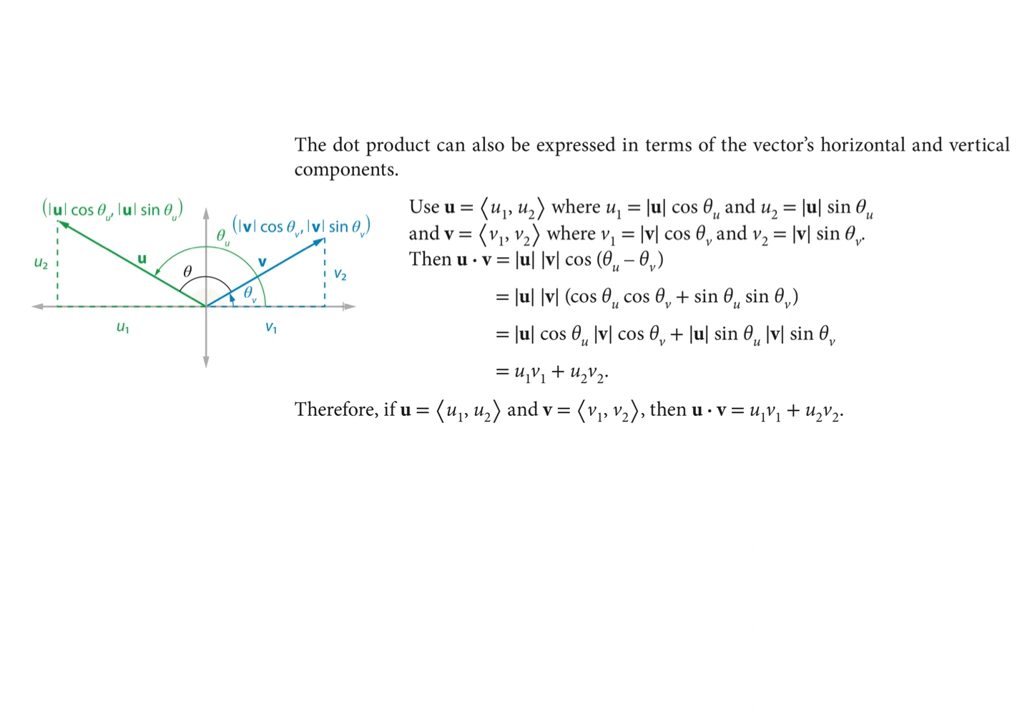 The dot product can also be expressed in terms of the vector's horizontal and vertical
components.
(|u| cos θᵤ, |u| sin θᵤ)
θᵤ
(|v| cos θᵥ, |v| sin θᵥ)
u₂
u
θ
v
θᵥ
v₂
u₁
v₁
Use u = ⟨u₁, u₂⟩ where u₁ = |u| cos θᵤ and u₂ = |u| sin θᵤ
and v = ⟨v₁, v₂⟩ where v₁ = |v| cos θᵥ and v₂ = |v| sin θᵥ.
Then u · v = |u| |v| cos (θᵤ – θᵥ)
= |u| |v| (cos θᵤ cos θᵥ + sin θᵤ sin θᵥ)
= |u| cos θᵤ |v| cos θᵥ + |u| sin θᵤ |v| sin θᵥ
= u₁v₁ + u₂v₂.
Therefore, if u = ⟨u₁, u₂⟩ and v = ⟨v₁, v₂⟩, then u · v = u₁v₁ + u₂v₂.